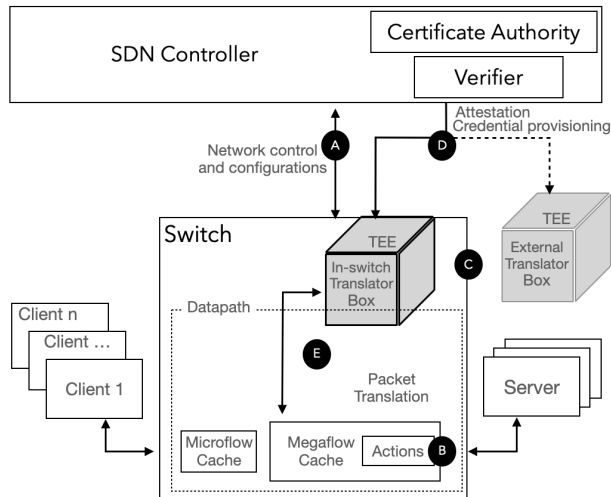 Certificate Authority
SDN Controller
Verifier
Attestation
Credential provisioning
A
D
Network control
and configurations
Switch
TEE
TEE
C
In-switch
Translator
Box
External
Translator
Box
Datapath
Client n
Client ...
Client 1
E
Packet
Translation
Server
Microflow
Cache
Megaflow
Cache
Actions
B